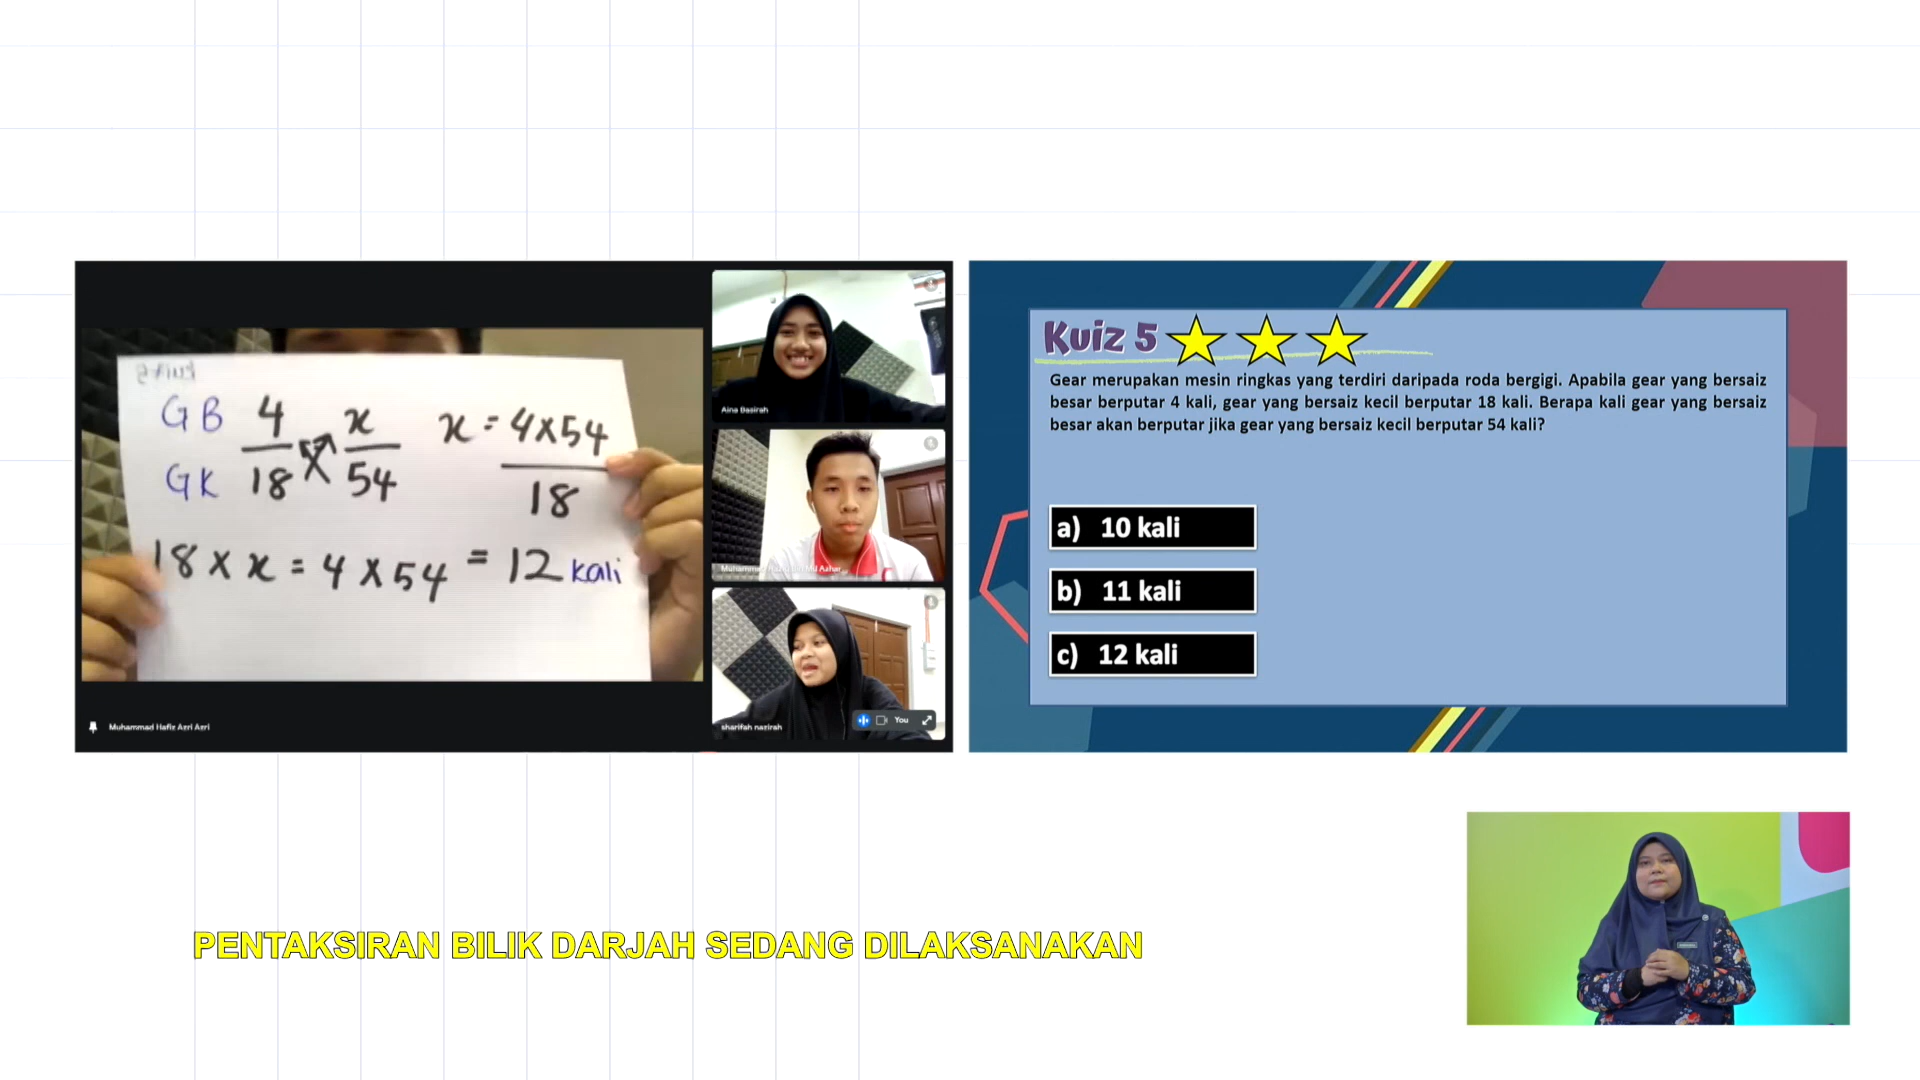 GB 4/18 x/54 x = 4x54/18
GK
18 x x = 4 x 54 = 12 kali
Aina Basirah
sharifah nazirah
You
Muhammad Hafiz Azri Azri
Kuiz 5
Gear merupakan mesin ringkas yang terdiri daripada roda bergigi. Apabila gear yang bersaiz
besar berputar 4 kali, gear yang bersaiz kecil berputar 18 kali. Berapa kali gear yang bersaiz
besar akan berputar jika gear yang bersaiz kecil berputar 54 kali?
a) 10 kali
b) 11 kali
c) 12 kali
PENTAKSIRAN BILIK DARJAH SEDANG DILAKSANAKAN